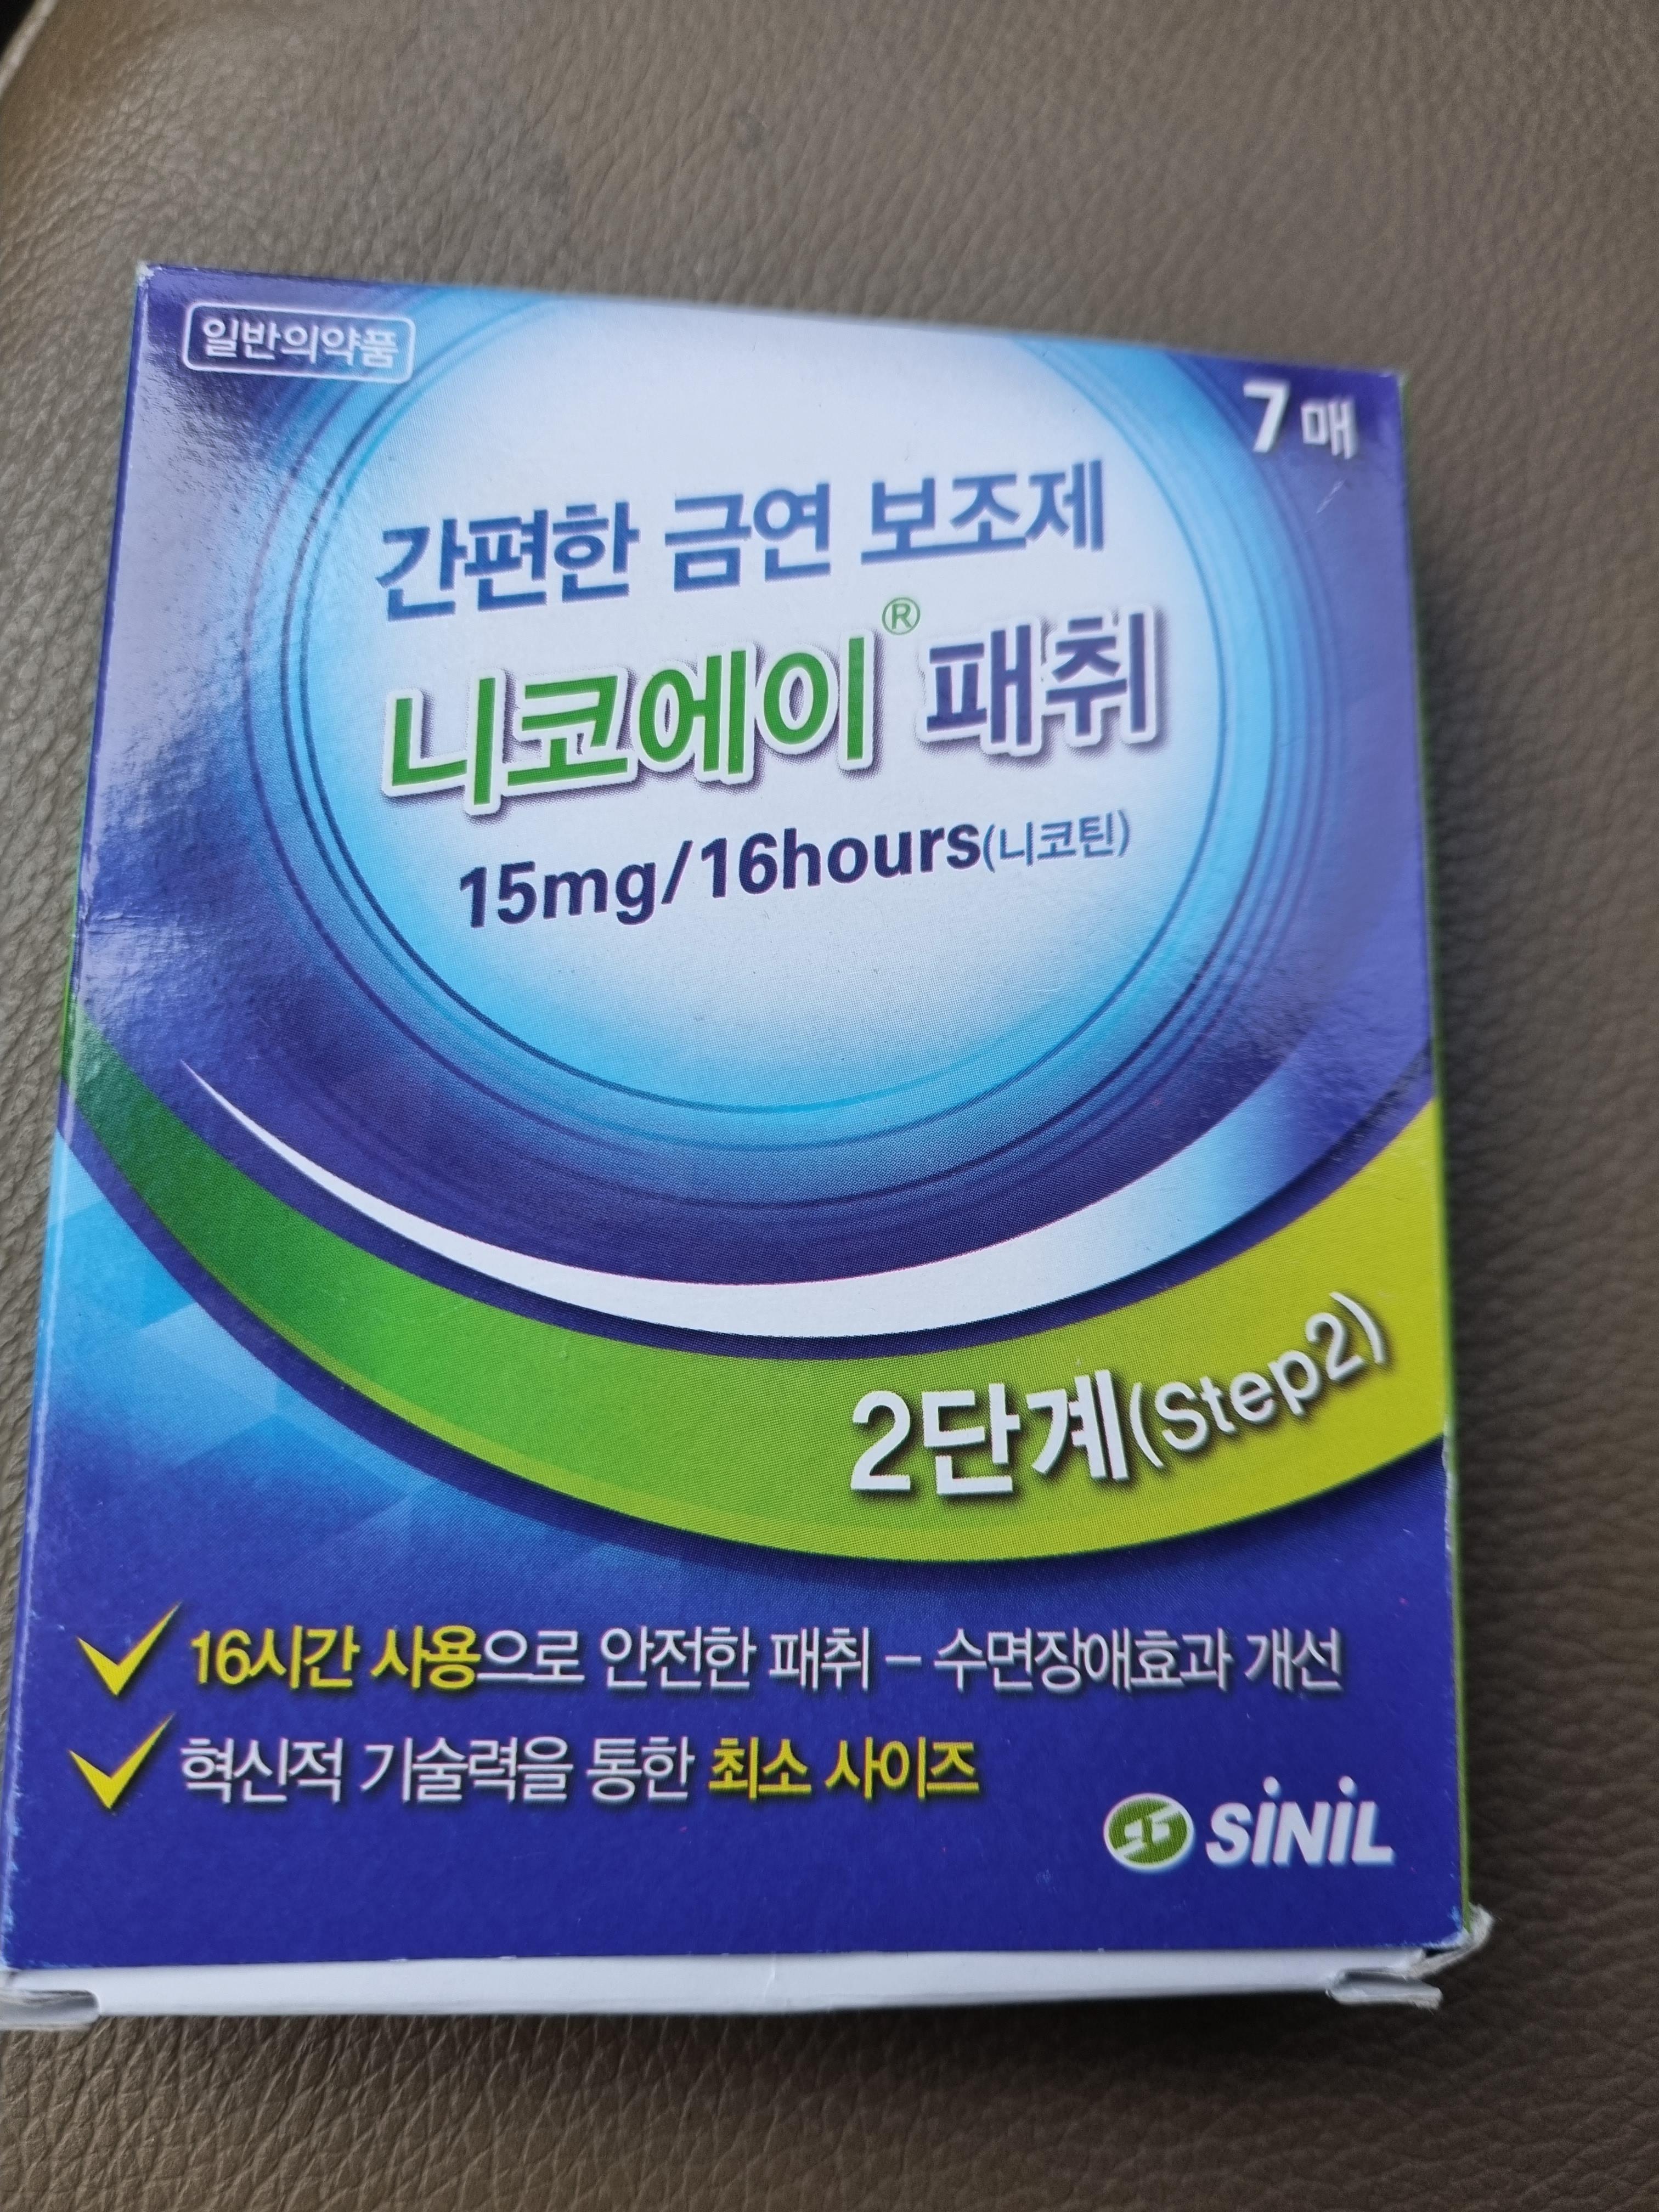 일반의약품
7매
간편한 금연 보조제
니코에이® 패취
15mg/16hours(니코틴)
2단계(Step2)
16시간 사용으로 안전한 패취 – 수면장애효과 개선
혁신적 기술력을 통한 최소 사이즈
SINIL